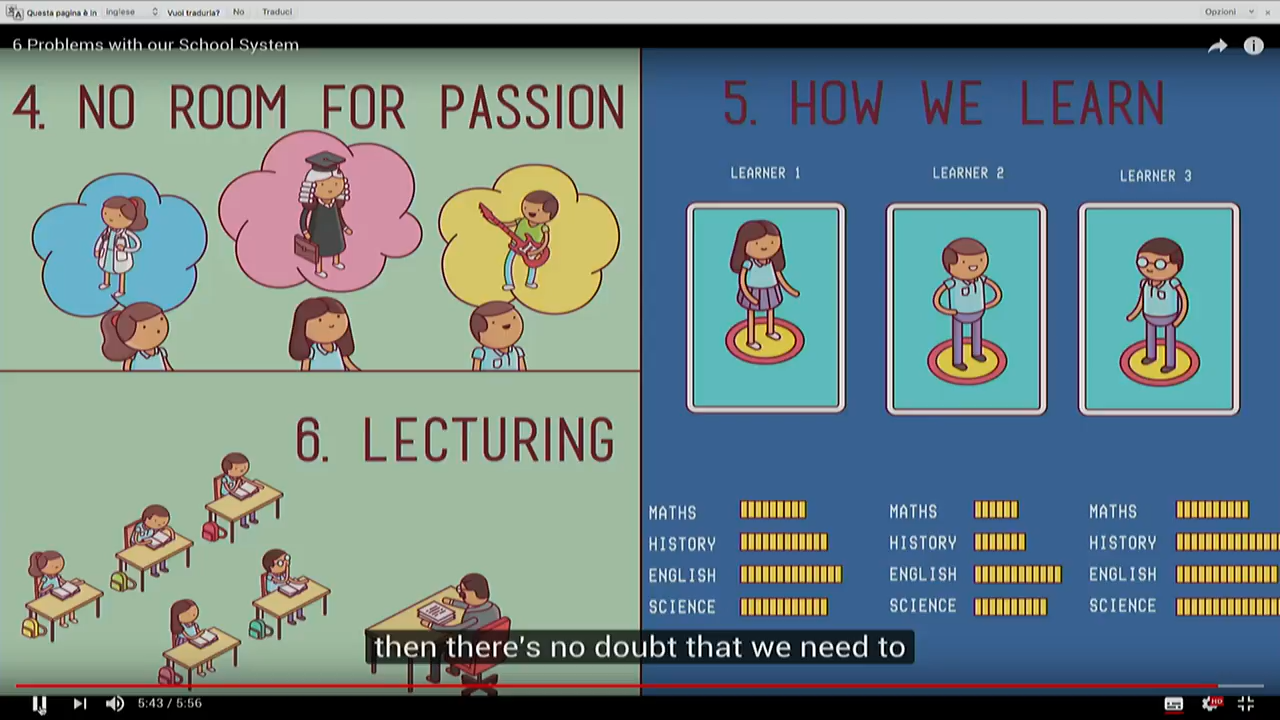 Questa pagina è in inglese Vuoi tradurla? No Traduci Opzioni
6 Problems with our School System
4. NO ROOM FOR PASSION
5. HOW WE LEARN
LEARNER 1 LEARNER 2 LEARNER 3
6. LECTURING
MATHS MATHS MATHS
HISTORY HISTORY HISTORY
ENGLISH ENGLISH ENGLISH
SCIENCE SCIENCE SCIENCE
then there's no doubt that we need to
5:43 / 5:56 HD